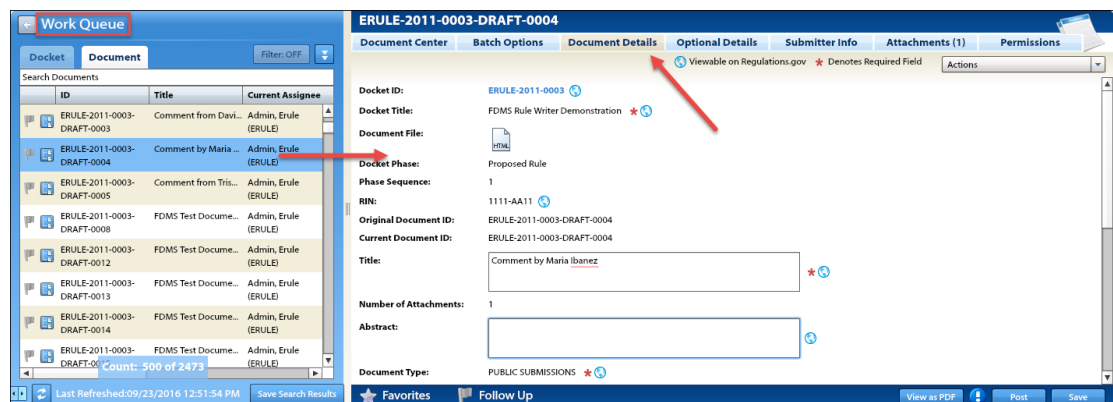 Work Queue
Docket
Document
Filter: OFF
Search Documents
ID Title Current Assignee
ERULE-2011-0003- Comment from Davi... Admin, Erule
DRAFT-0003 (ERULE)
ERULE-2011-0003- Comment by Maria ... Admin, Erule
DRAFT-0004 (ERULE)
ERULE-2011-0003- Comment from Tris... Admin, Erule
DRAFT-0005 (ERULE)
ERULE-2011-0003- FDMS Test Docume... Admin, Erule
DRAFT-0008 (ERULE)
ERULE-2011-0003- FDMS Test Docume... Admin, Erule
DRAFT-0012 (ERULE)
ERULE-2011-0003- FDMS Test Docume... Admin, Erule
DRAFT-0013 (ERULE)
ERULE-2011-0003- FDMS Test Docume... Admin, Erule
DRAFT-0014 (ERULE)
ERULE-2011-0003- FDMS Test Docume... Admin, Erule
(ERULE)
Count: 500 of 2473
Last Refreshed:09/23/2016 12:51:54 PM Save Search Results
ERULE-2011-0003-DRAFT-0004
Document Center Batch Options Document Details Optional Details Submitter Info Attachments (1) Permissions
Viewable on Regulations.gov * Denotes Required Field Actions
Docket ID: ERULE-2011-0003
Docket Title: FDMS Rule Writer Demonstration *
Document File:
HTML
Docket Phase: Proposed Rule
Phase Sequence: 1
RIN: 1111-AA11
Original Document ID: ERULE-2011-0003-DRAFT-0004
Current Document ID: ERULE-2011-0003-DRAFT-0004
Title: Comment by Maria Ibanez *
Number of Attachments: 1
Abstract:
Document Type: PUBLIC SUBMISSIONS *
Favorites Follow Up View as PDF Post Save